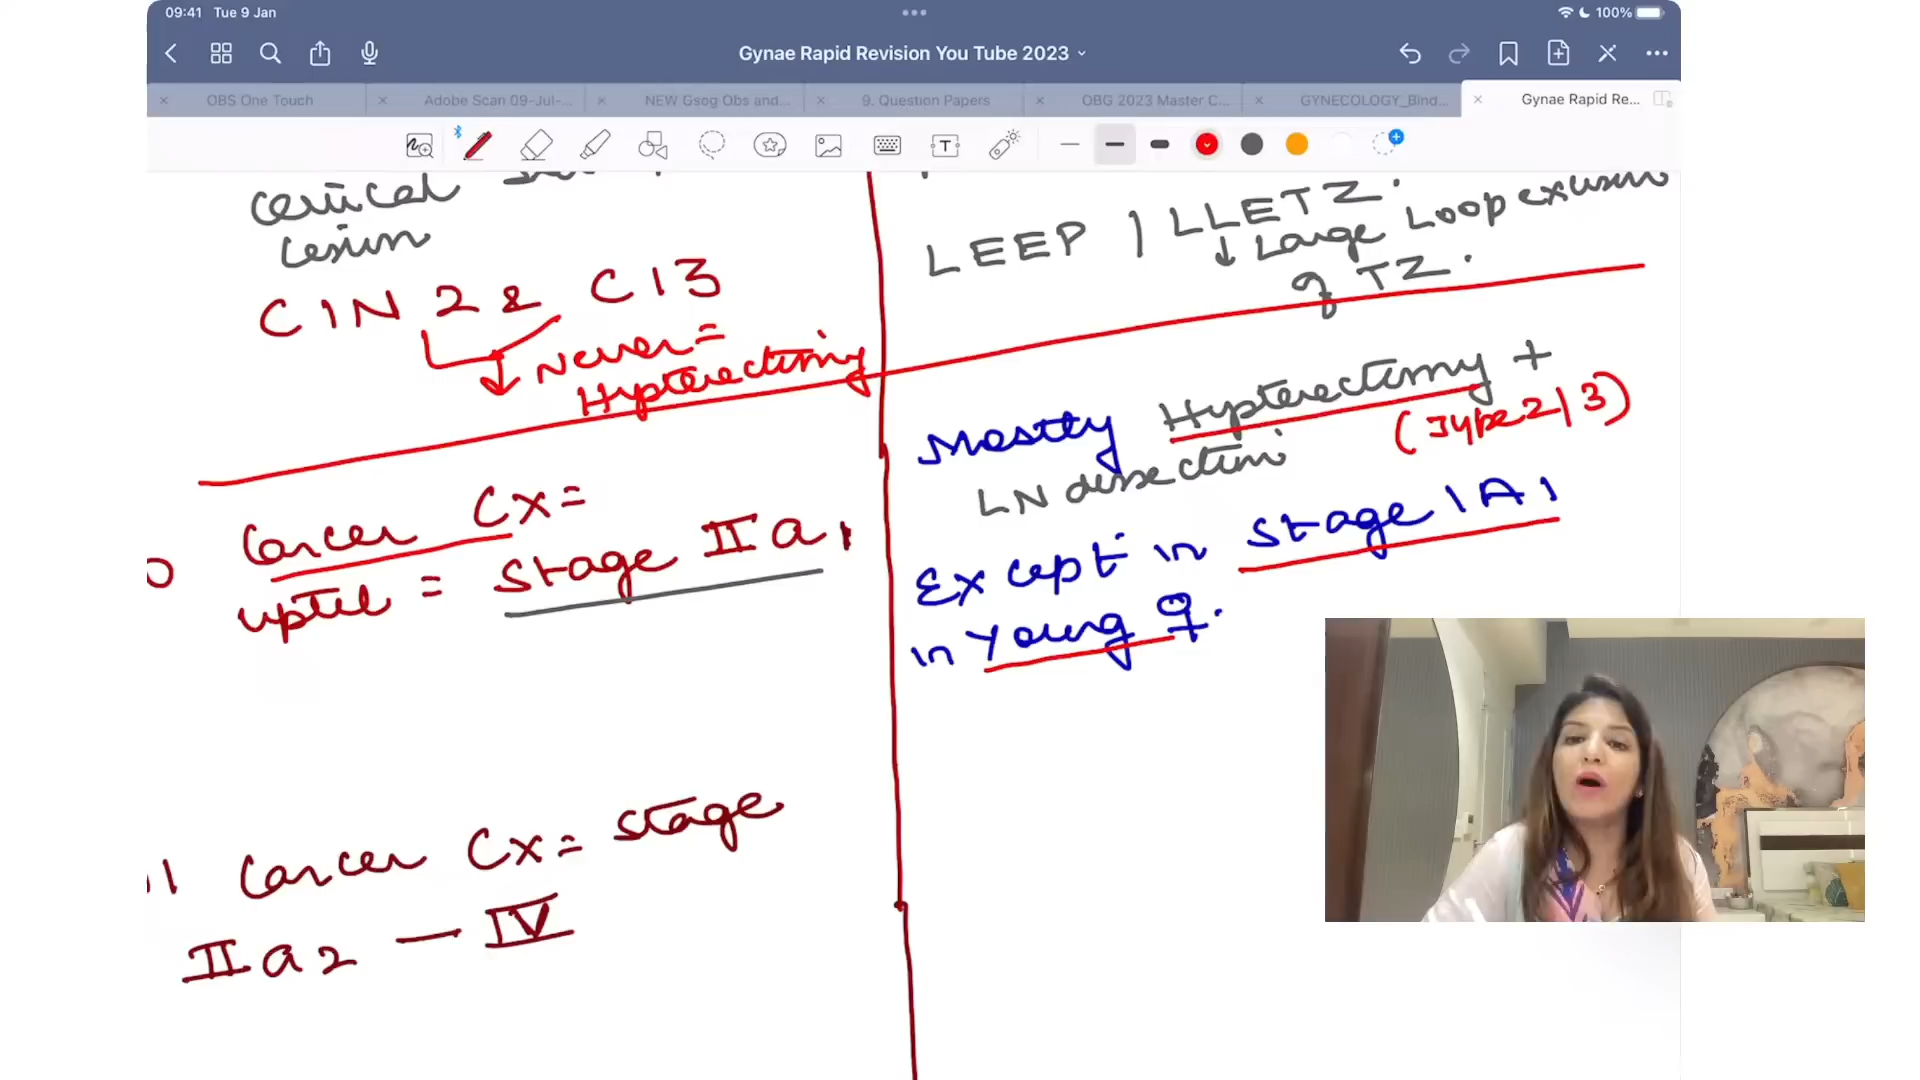 09:41 Tue 9 Jan
100%
Gynae Rapid Revision You Tube 2023
OBS One Touch
Adobe Scan 09-Jul-...
NEW Gsog Obs and...
9. Question Papers
OBG 2023 Master C...
GYNECOLOGY_Bind...
Gynae Rapid Re...
cervical
lesion
CIN 2 & CI3
Never =
Hysterectomy
LEEP | LLETZ.
↓ Large Loop excision
of TZ.
Cancer Cx =
uptil = Stage IIa1
Mostly Hysterectomy +
(Type 2/3)
LN dissection
Except in Stage IA1
in Young ♀.
11 Cancer Cx = stage
IIa2 — IV